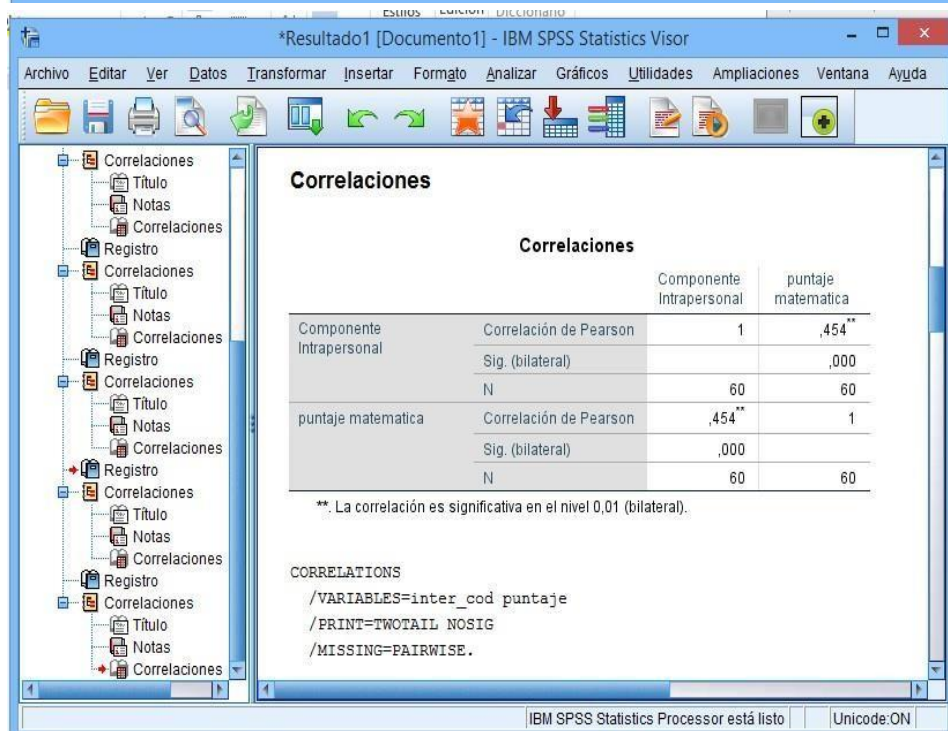 Estilos Edición Diccionario
*Resultado1 [Documento1] - IBM SPSS Statistics Visor
Archivo Editar Ver Datos Transformar Insertar Formato Analizar Gráficos Utilidades Ampliaciones Ventana Ayuda
Correlaciones
Título
Notas
Correlaciones
Registro
Correlaciones
Título
Notas
Correlaciones
Registro
Correlaciones
Título
Notas
Correlaciones
Registro
Correlaciones
Título
Notas
Correlaciones
Registro
Correlaciones
Título
Notas
Correlaciones
Correlaciones
Correlaciones
Componente Intrapersonal puntaje matematica
Componente Intrapersonal Correlación de Pearson 1 ,454**
Sig. (bilateral) ,000
N 60 60
puntaje matematica Correlación de Pearson ,454** 1
Sig. (bilateral) ,000
N 60 60
**. La correlación es significativa en el nivel 0,01 (bilateral).
CORRELATIONS
/VARIABLES=inter_cod puntaje
/PRINT=TWOTAIL NOSIG
/MISSING=PAIRWISE.
IBM SPSS Statistics Processor está listo Unicode:ON